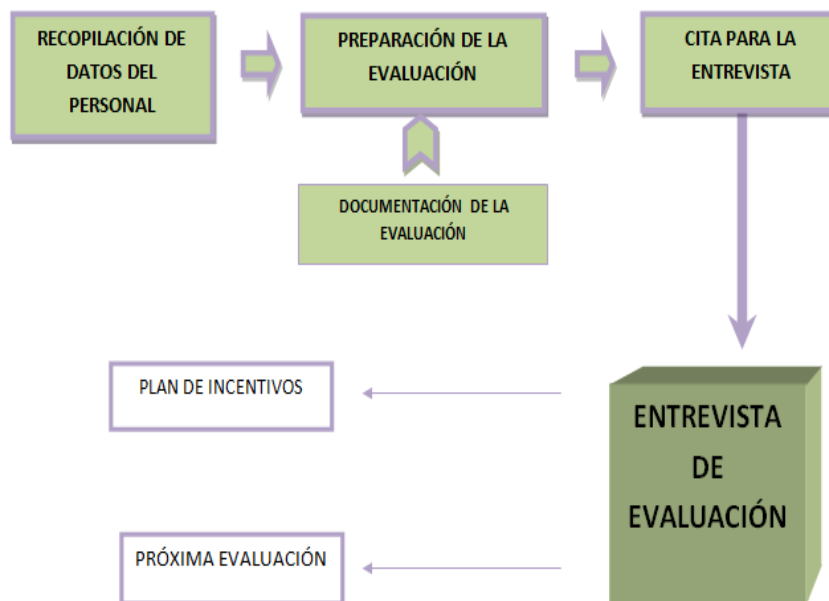 RECOPILACIÓN DE
DATOS DEL
PERSONAL
PREPARACIÓN DE LA
EVALUACIÓN
CITA PARA LA
ENTREVISTA
DOCUMENTACIÓN DE LA
EVALUACIÓN
PLAN DE INCENTIVOS
ENTREVISTA
DE
EVALUACIÓN
PRÓXIMA EVALUACIÓN